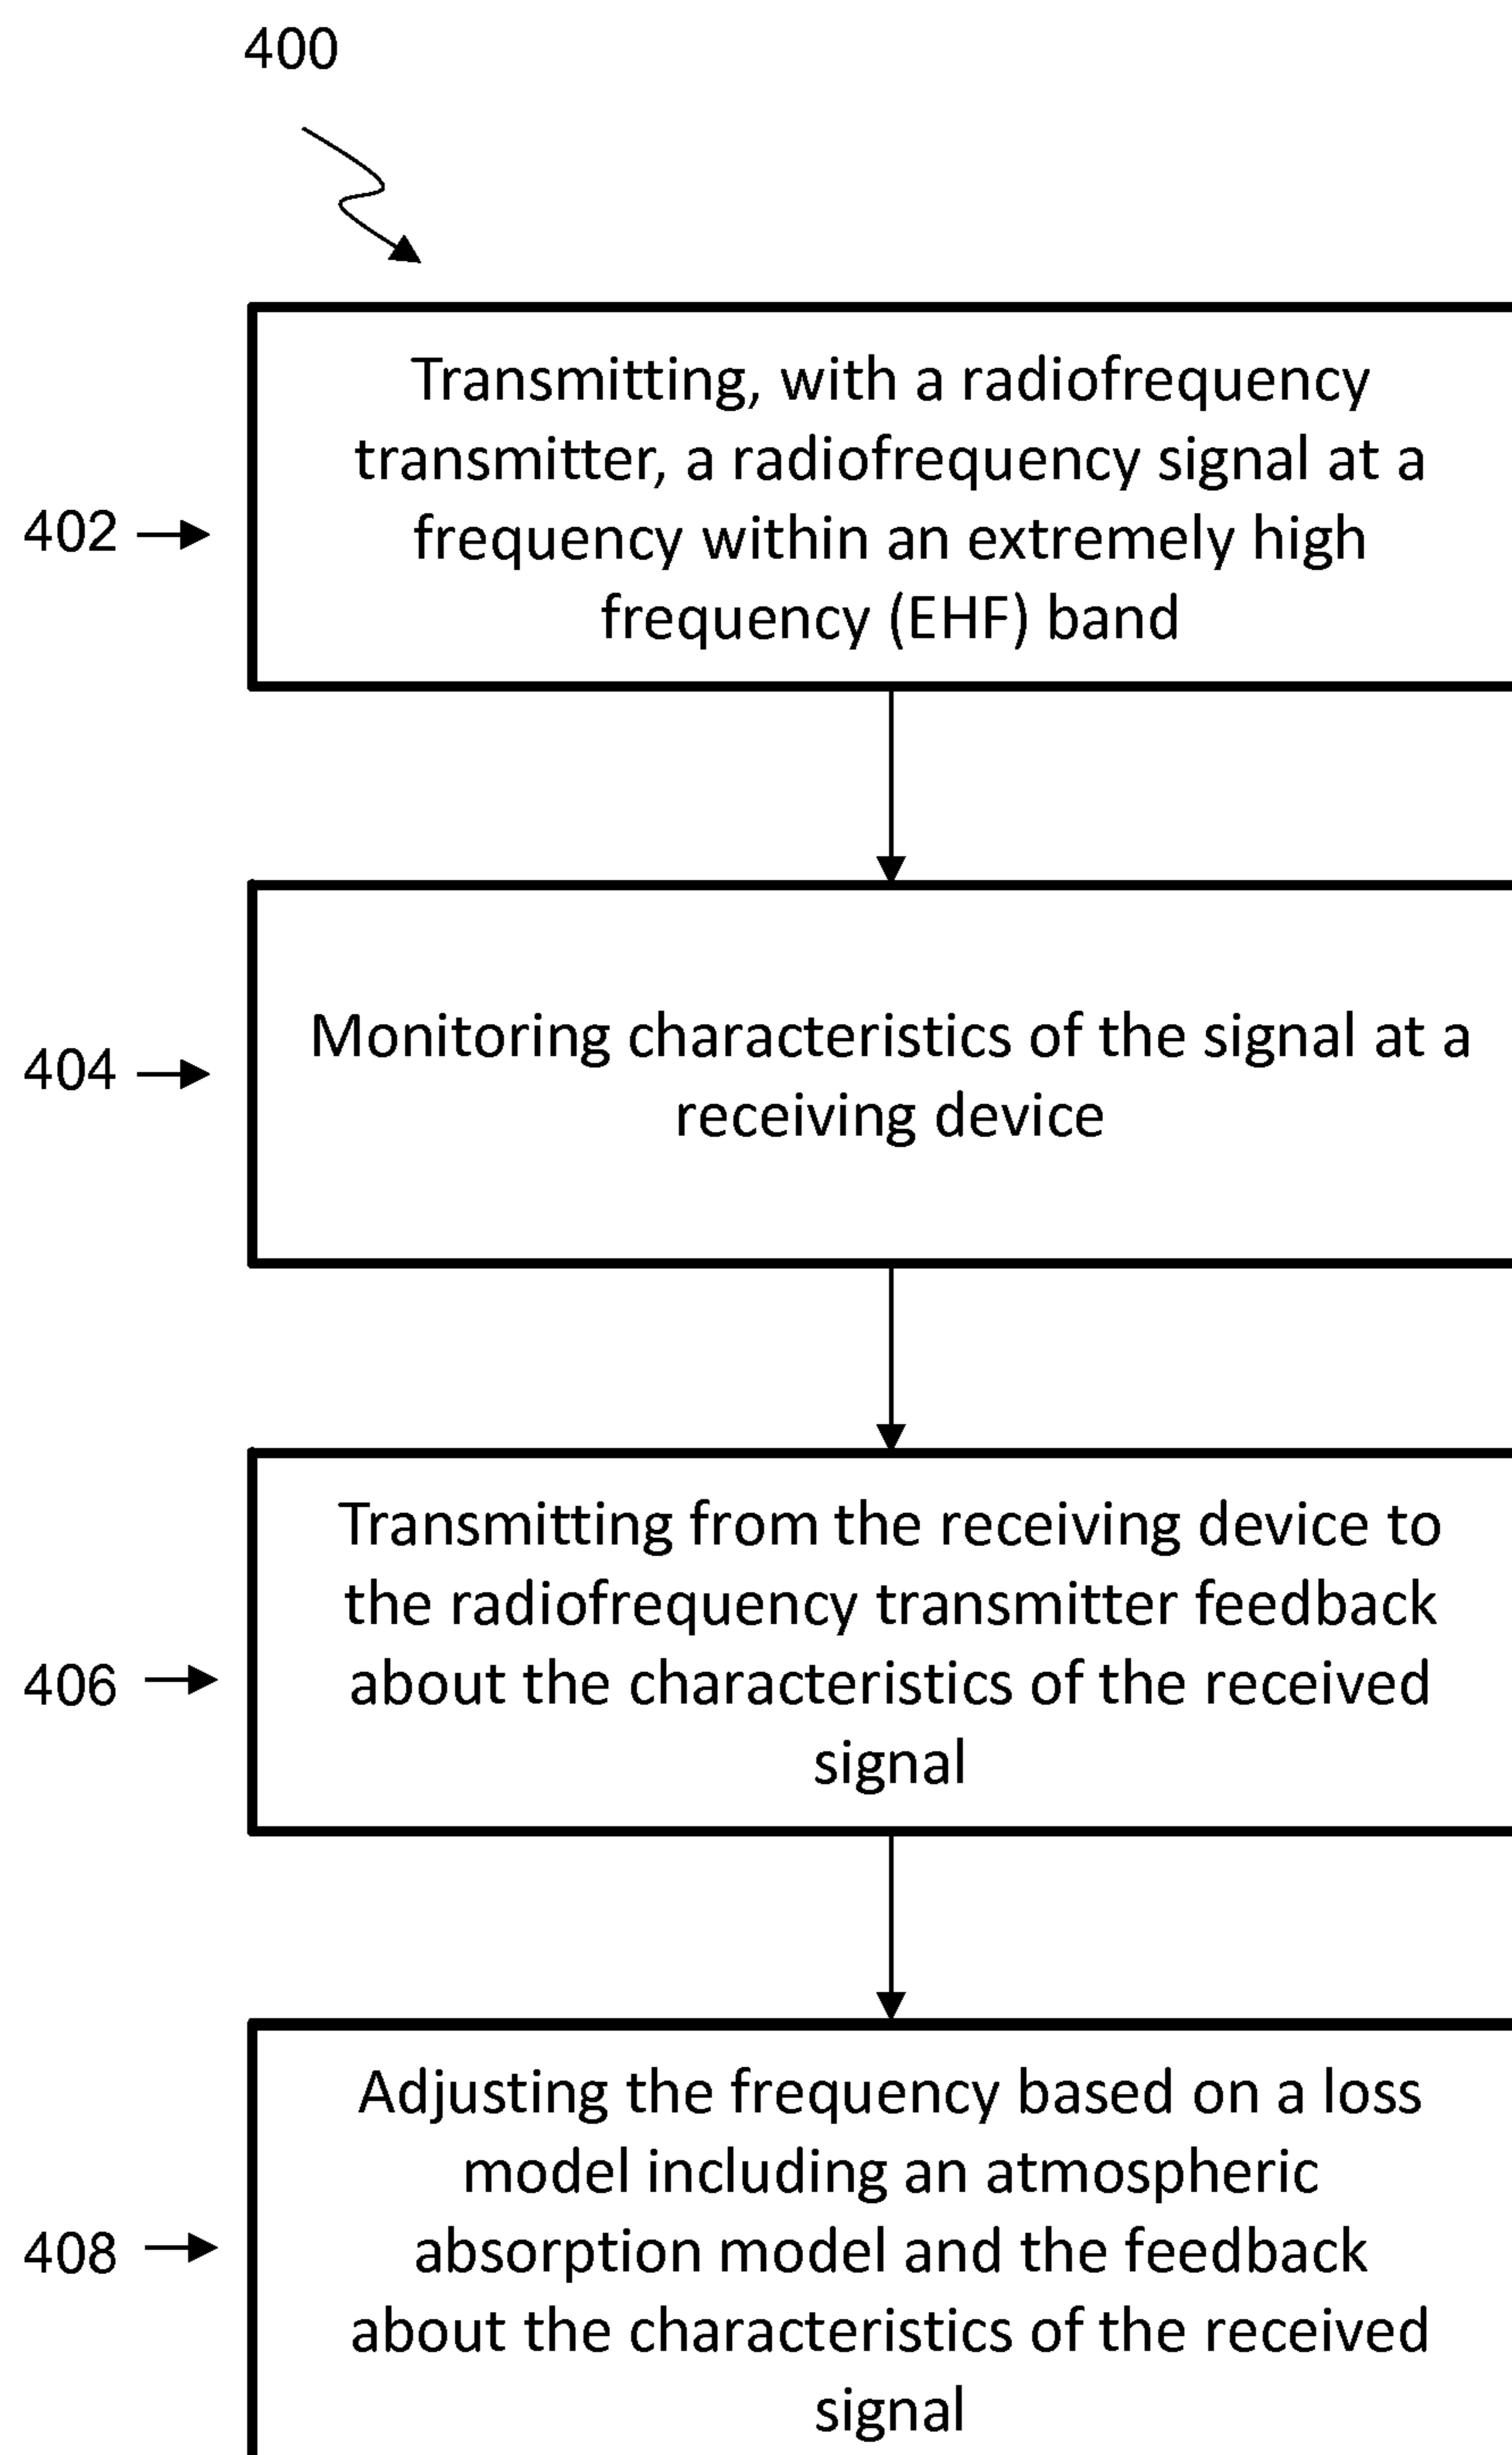 400
Transmitting, with a radiofrequency
transmitter, a radiofrequency signal at a
402
frequency within an extremely high
frequency (EHF) band
Monitoring characteristics of the signal at a
404
receiving device
Transmitting from the receiving device to
the radiofrequency transmitter feedback
406
about the characteristics of the received
signal
Adjusting the frequency based on a loss
model including an atmospheric
408
absorption model and the feedback
about the characteristics of the received
signal